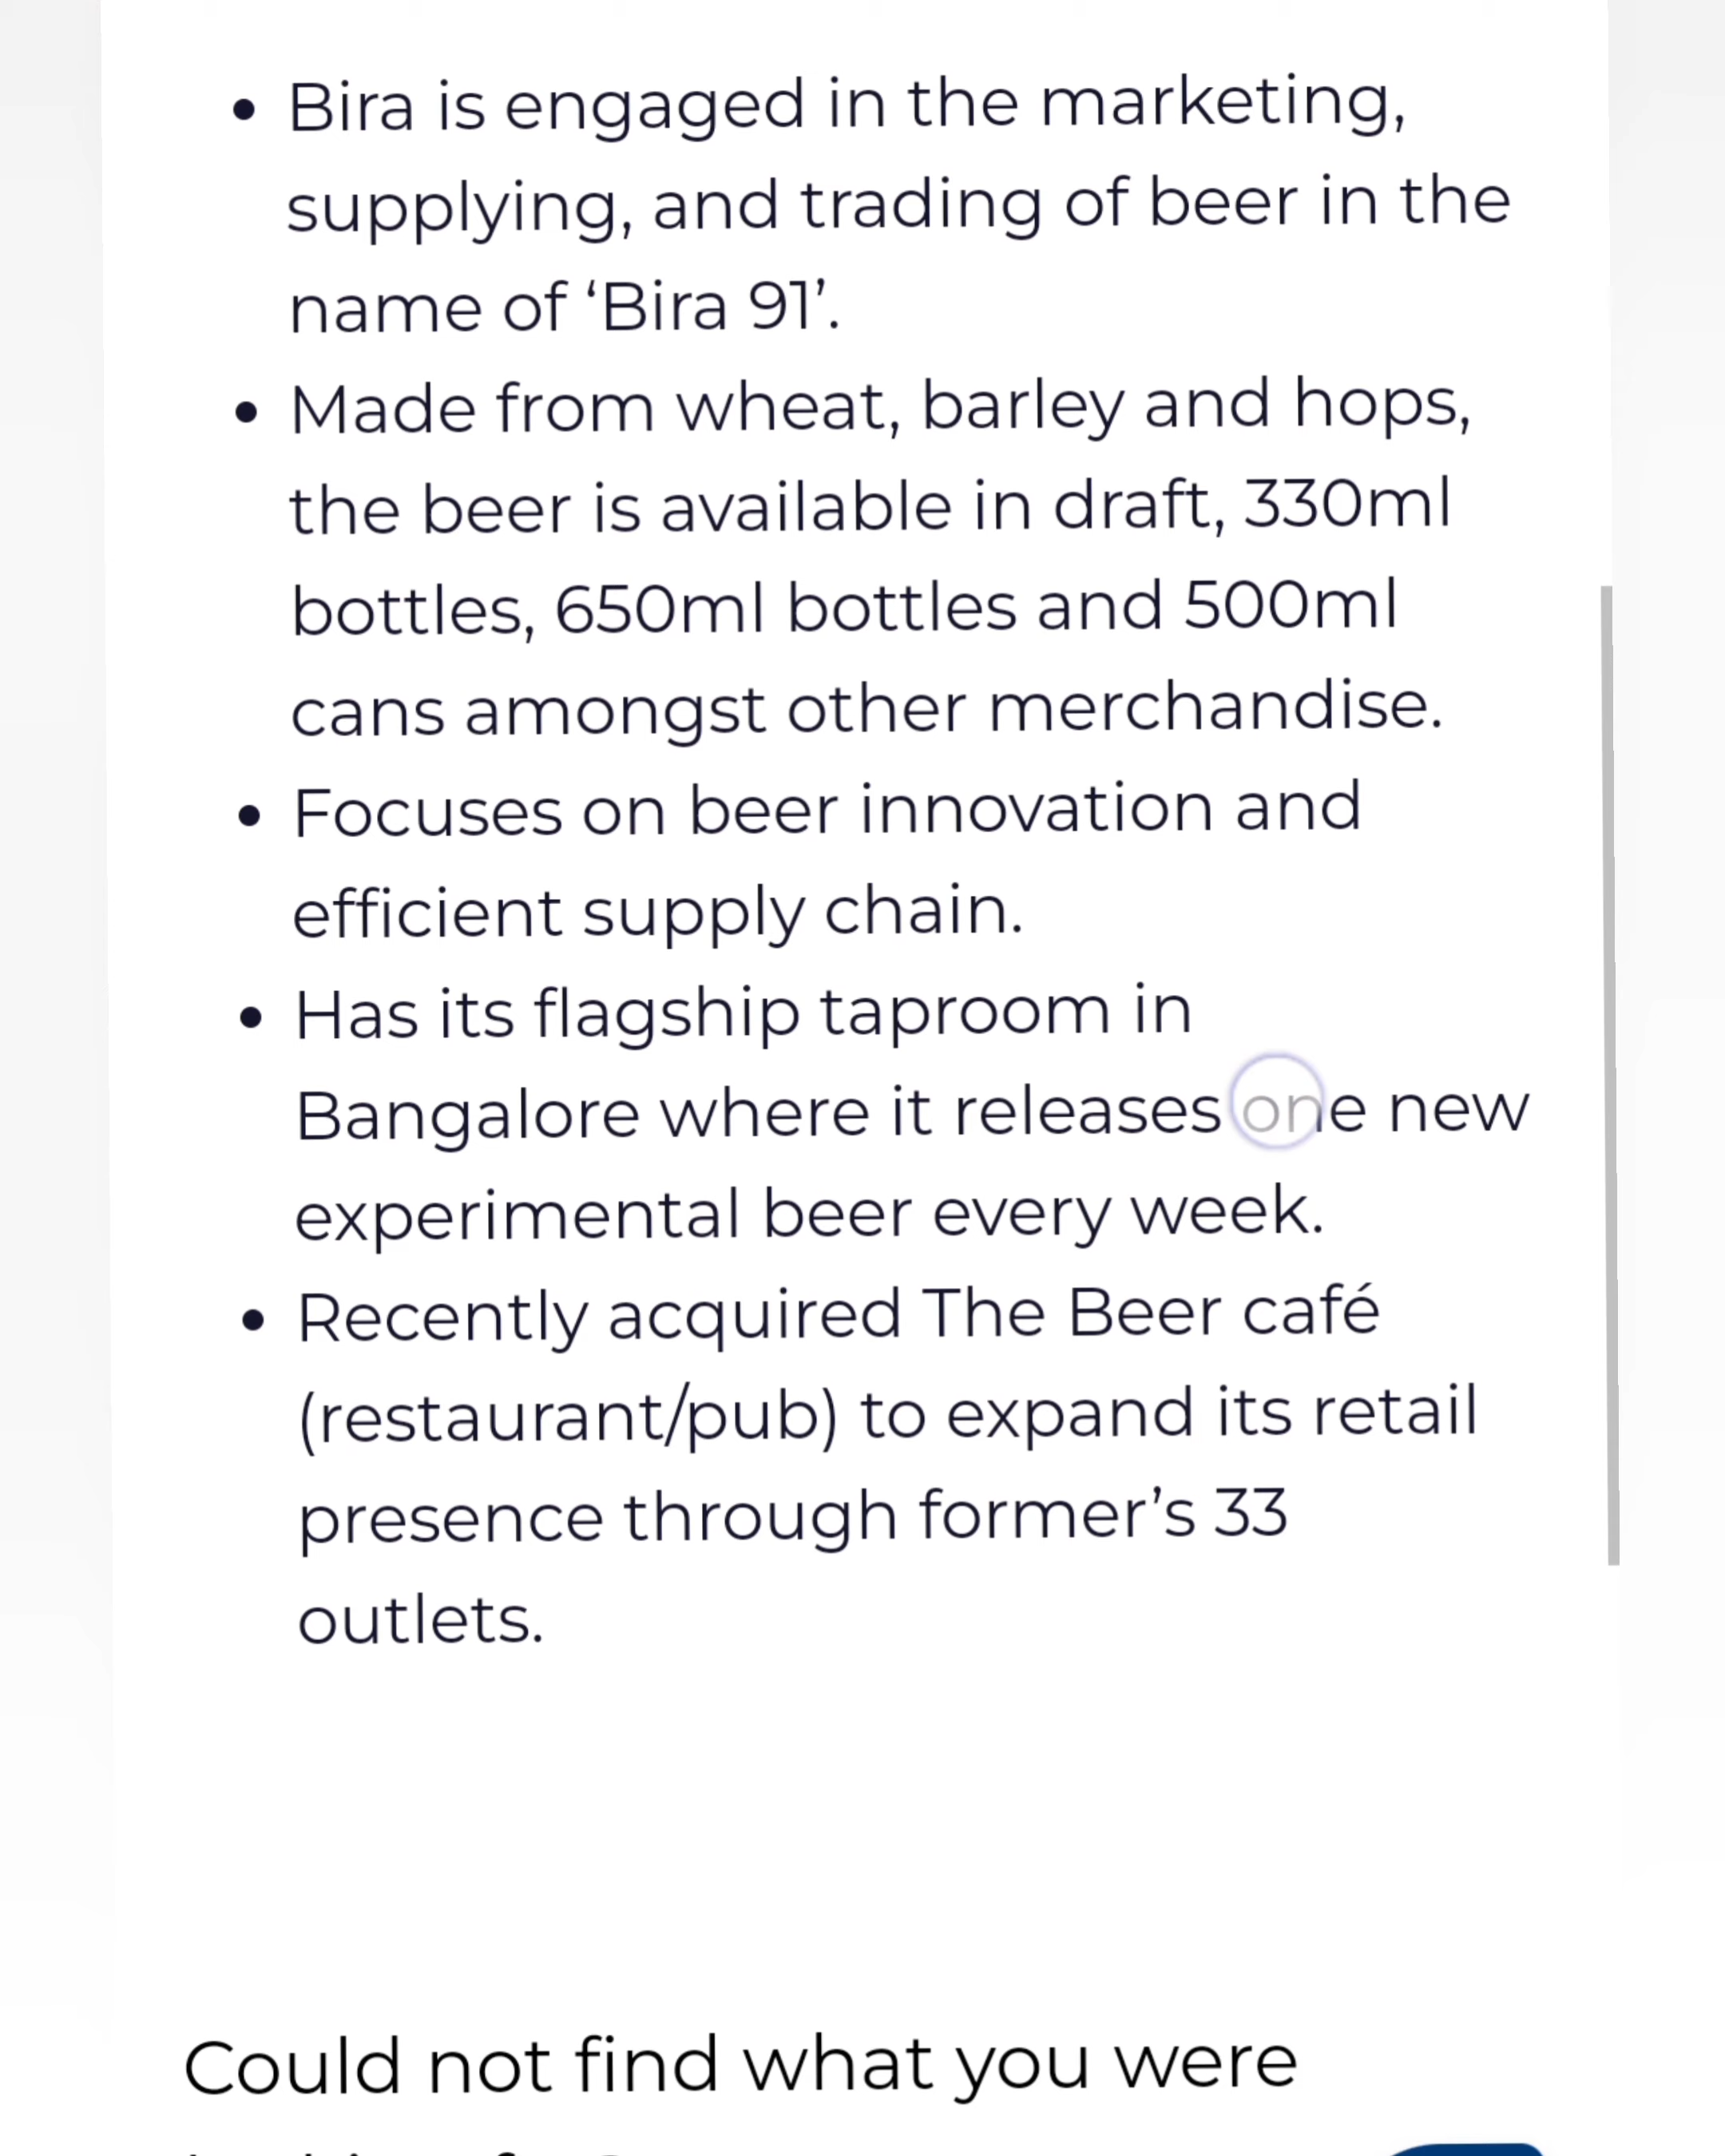 • Bira is engaged in the marketing,
supplying, and trading of beer in the
name of ‘Bira 91’.
• Made from wheat, barley and hops,
the beer is available in draft, 330ml
bottles, 650ml bottles and 500ml
cans amongst other merchandise.
• Focuses on beer innovation and
efficient supply chain.
• Has its flagship taproom in
Bangalore where it releases one new
experimental beer every week.
• Recently acquired The Beer café
(restaurant/pub) to expand its retail
presence through former’s 33
outlets.
Could not find what you were